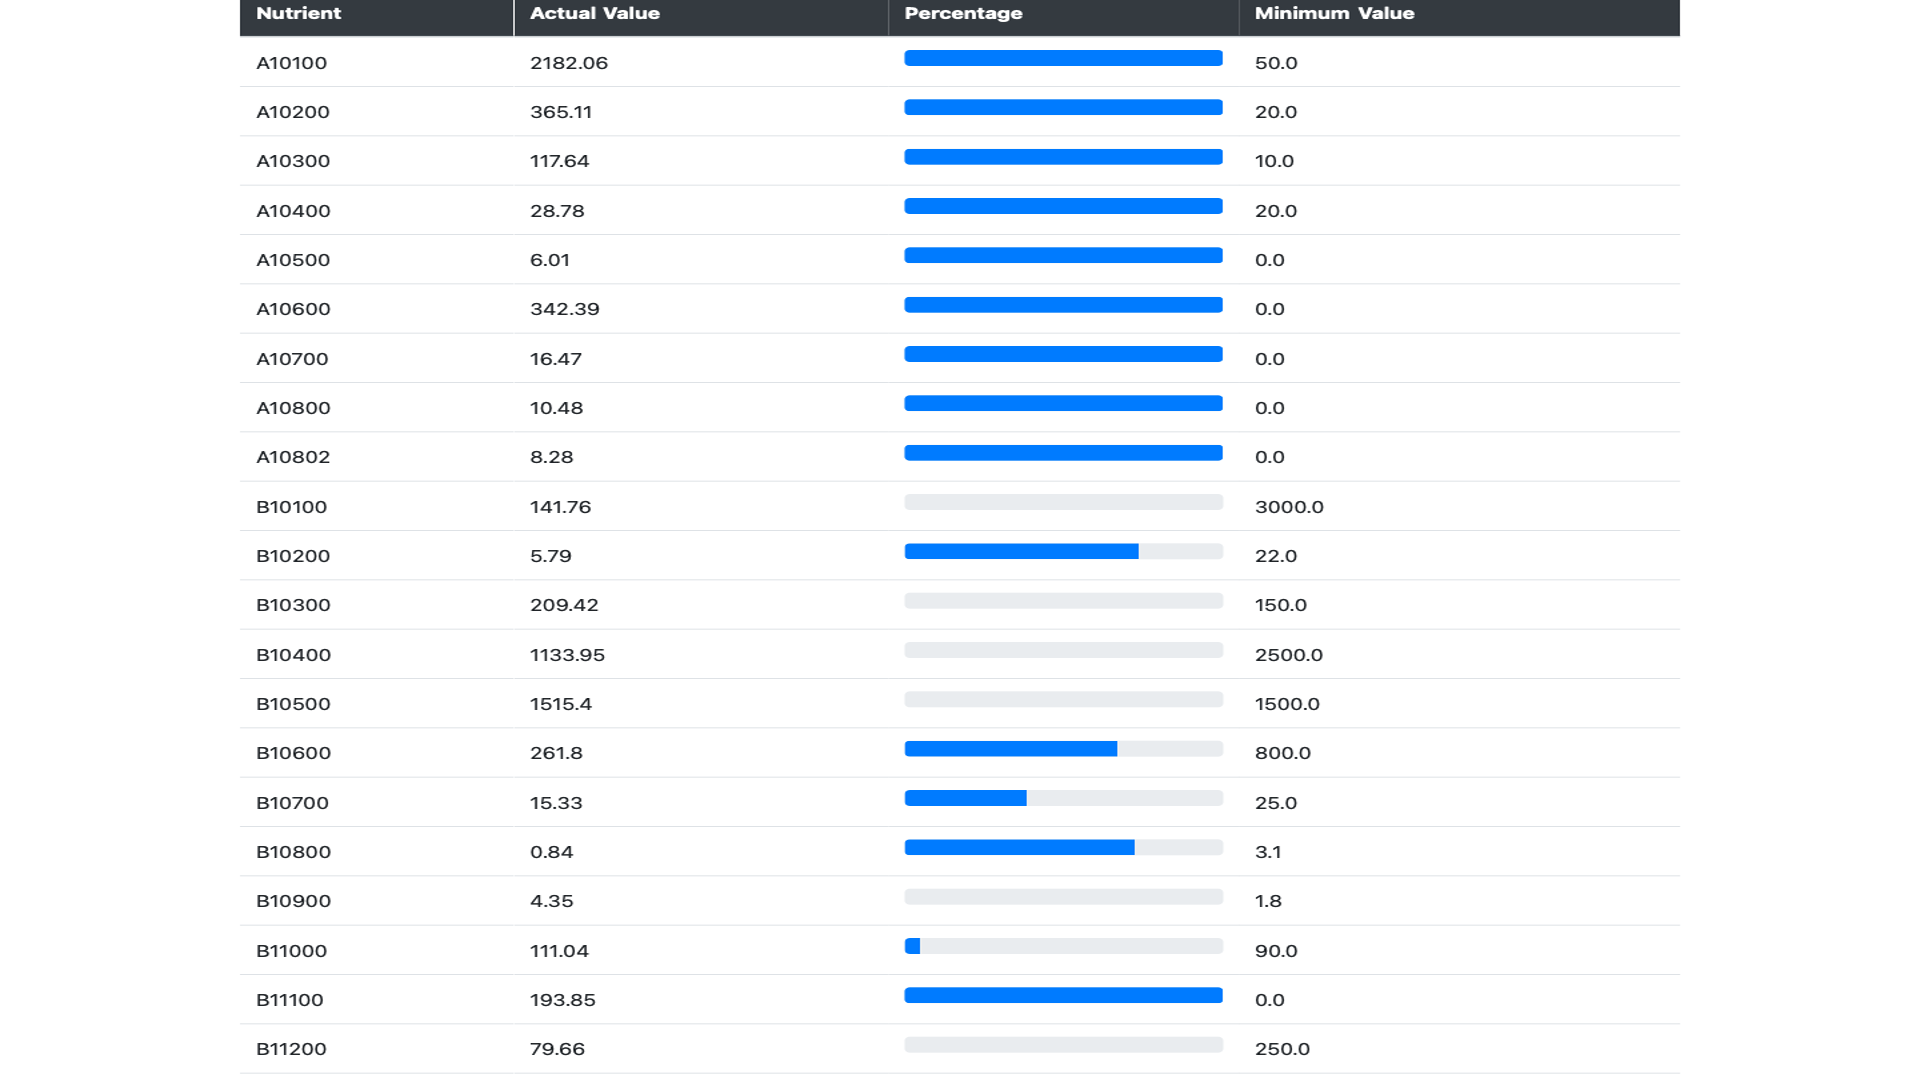 Nutrient Actual Value Percentage Minimum Value
A10100 2182.06 50.0
A10200 365.11 20.0
A10300 117.64 10.0
A10400 28.78 20.0
A10500 6.01 0.0
A10600 342.39 0.0
A10700 16.47 0.0
A10800 10.48 0.0
A10802 8.28 0.0
B10100 141.76 3000.0
B10200 5.79 22.0
B10300 209.42 150.0
B10400 1133.95 2500.0
B10500 1515.4 1500.0
B10600 261.8 800.0
B10700 15.33 25.0
B10800 0.84 3.1
B10900 4.35 1.8
B11000 111.04 90.0
B11100 193.85 0.0
B11200 79.66 250.0